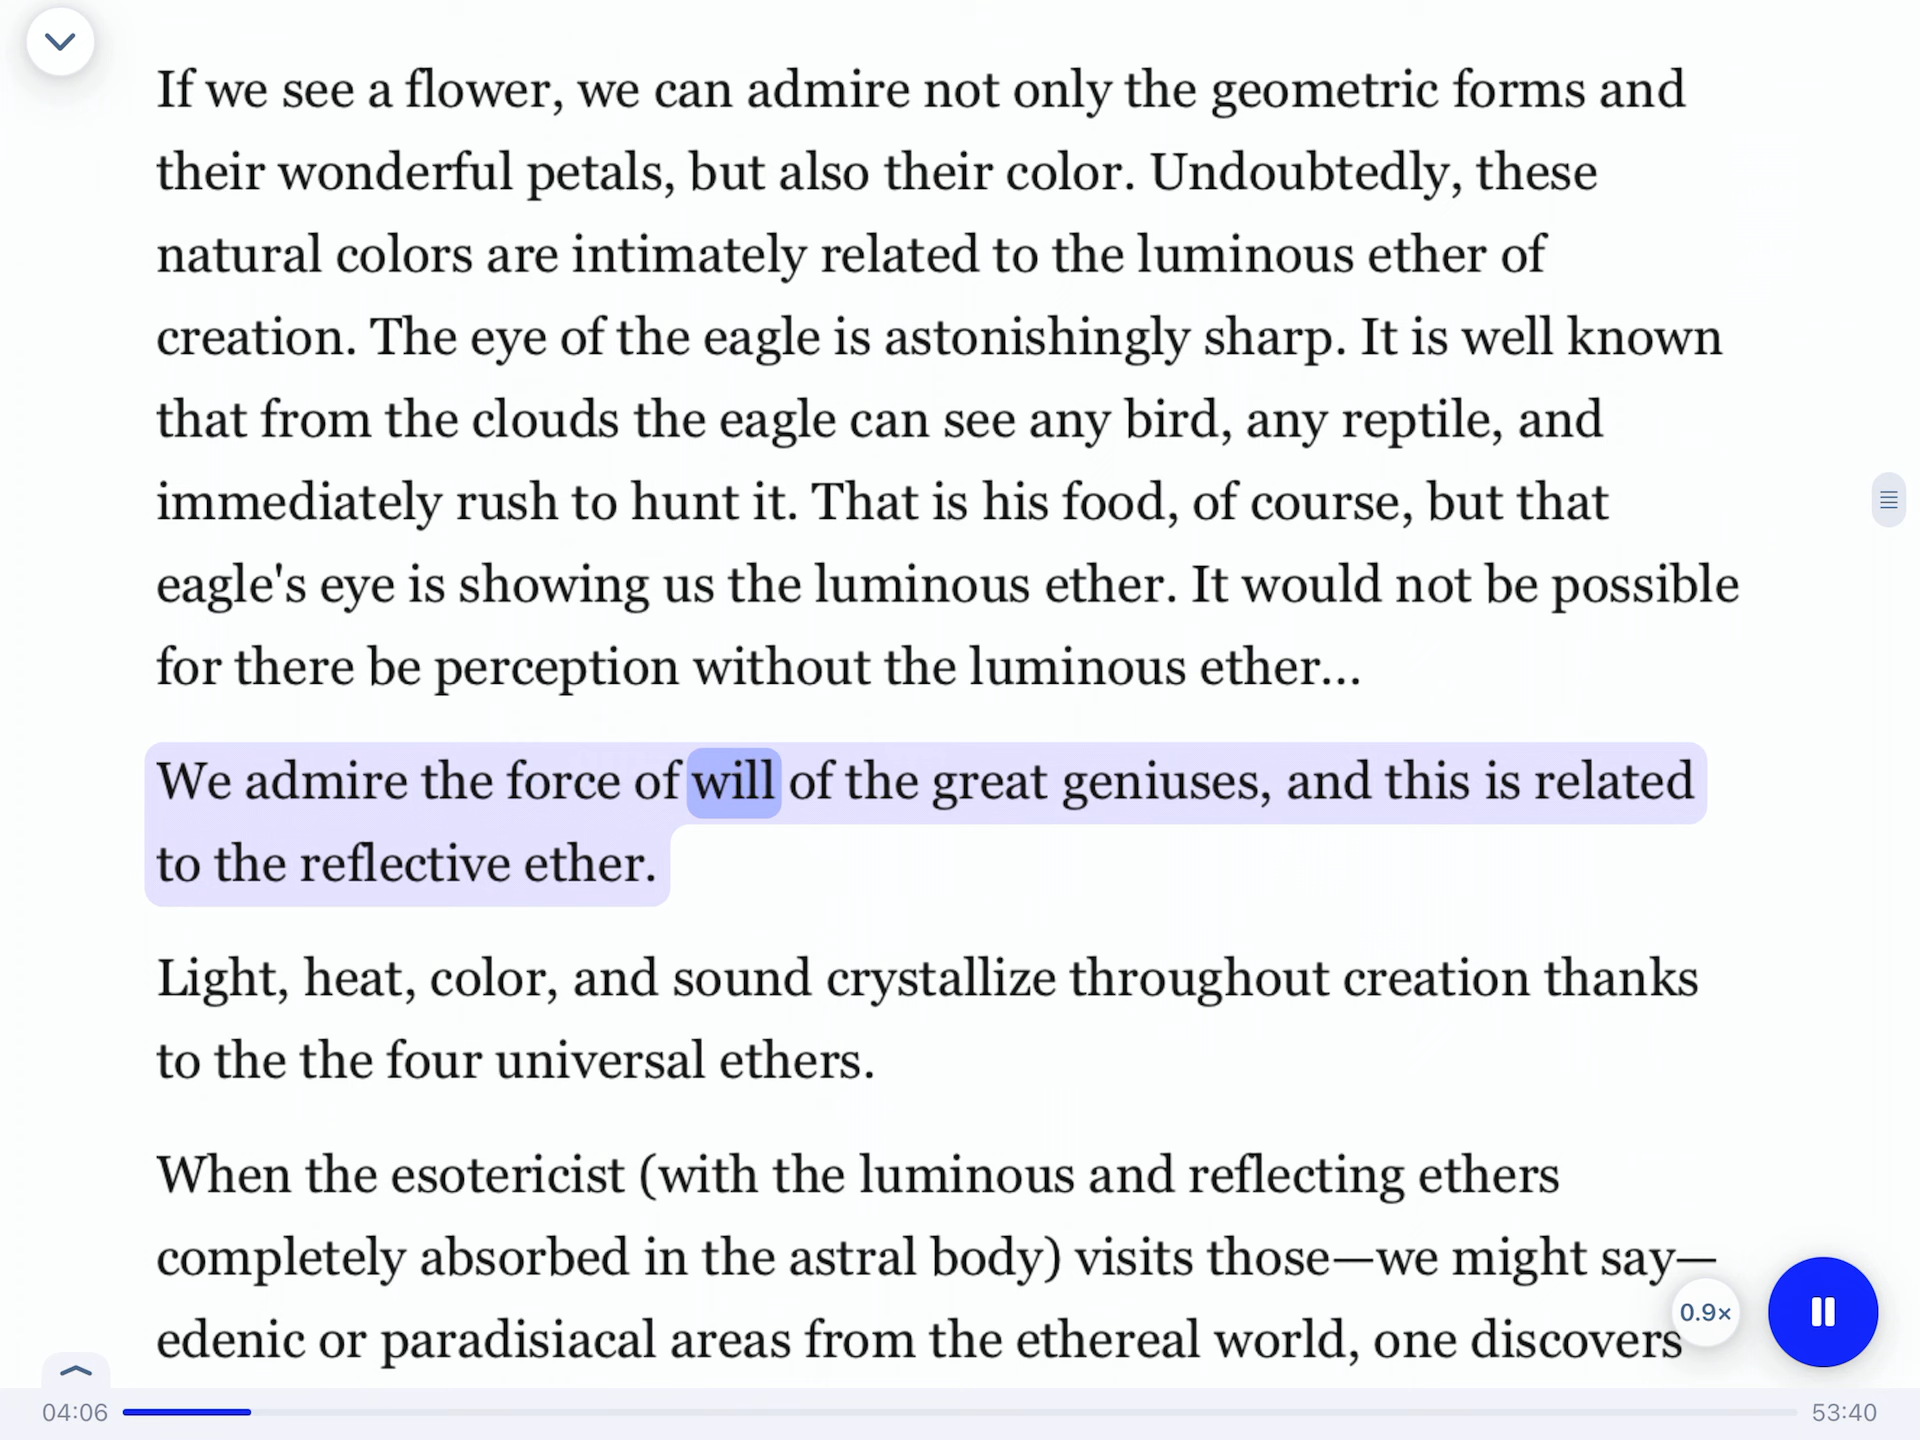 If we see a flower, we can admire not only the geometric forms and
their wonderful petals, but also their color. Undoubtedly, these
natural colors are intimately related to the luminous ether of
creation. The eye of the eagle is astonishingly sharp. It is well known
that from the clouds the eagle can see any bird, any reptile, and
immediately rush to hunt it. That is his food, of course, but that
eagle's eye is showing us the luminous ether. It would not be possible
for there be perception without the luminous ether...
We admire the force of will of the great geniuses, and this is related
to the reflective ether.
Light, heat, color, and sound crystallize throughout creation thanks
to the the four universal ethers.
When the esotericist (with the luminous and reflecting ethers
completely absorbed in the astral body) visits those—we might say—
edenic or paradisiacal areas from the ethereal world, one discovers
0.9×
04:06
53:40